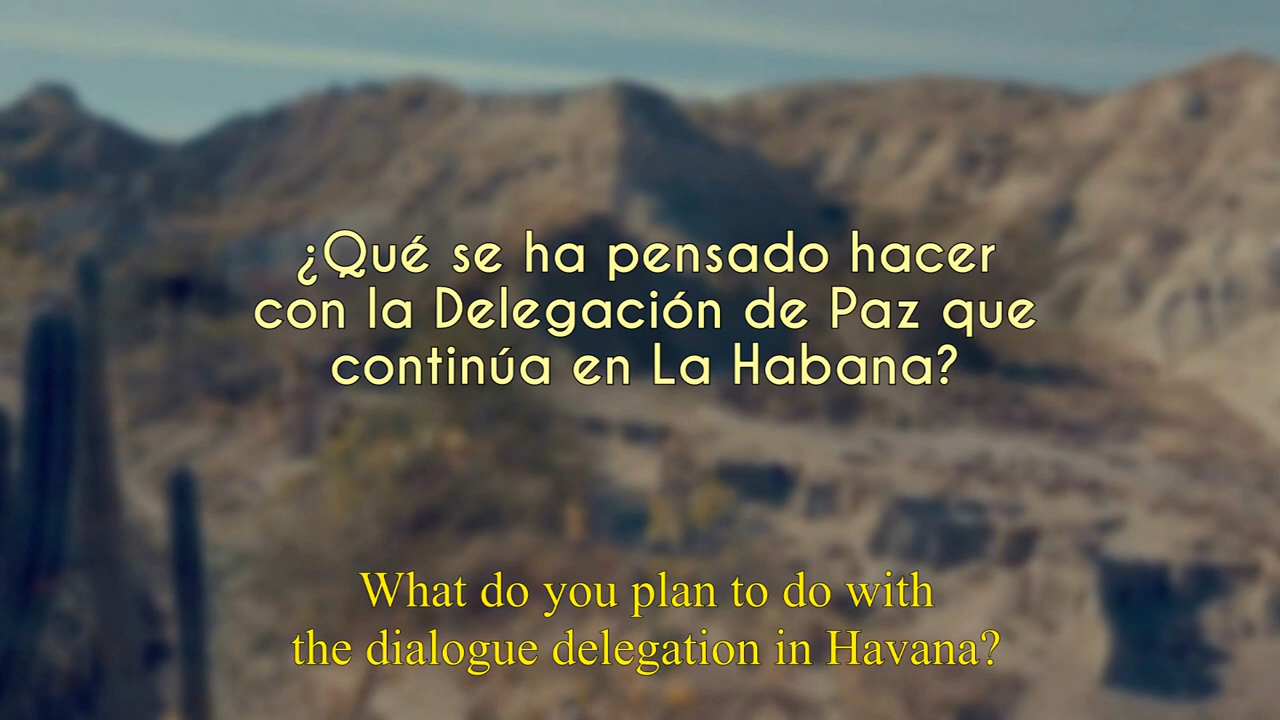 ¿Qué se ha pensado hacer
con la Delegación de Paz que
continúa en La Habana?
What do you plan to do with
the dialogue delegation in Havana?